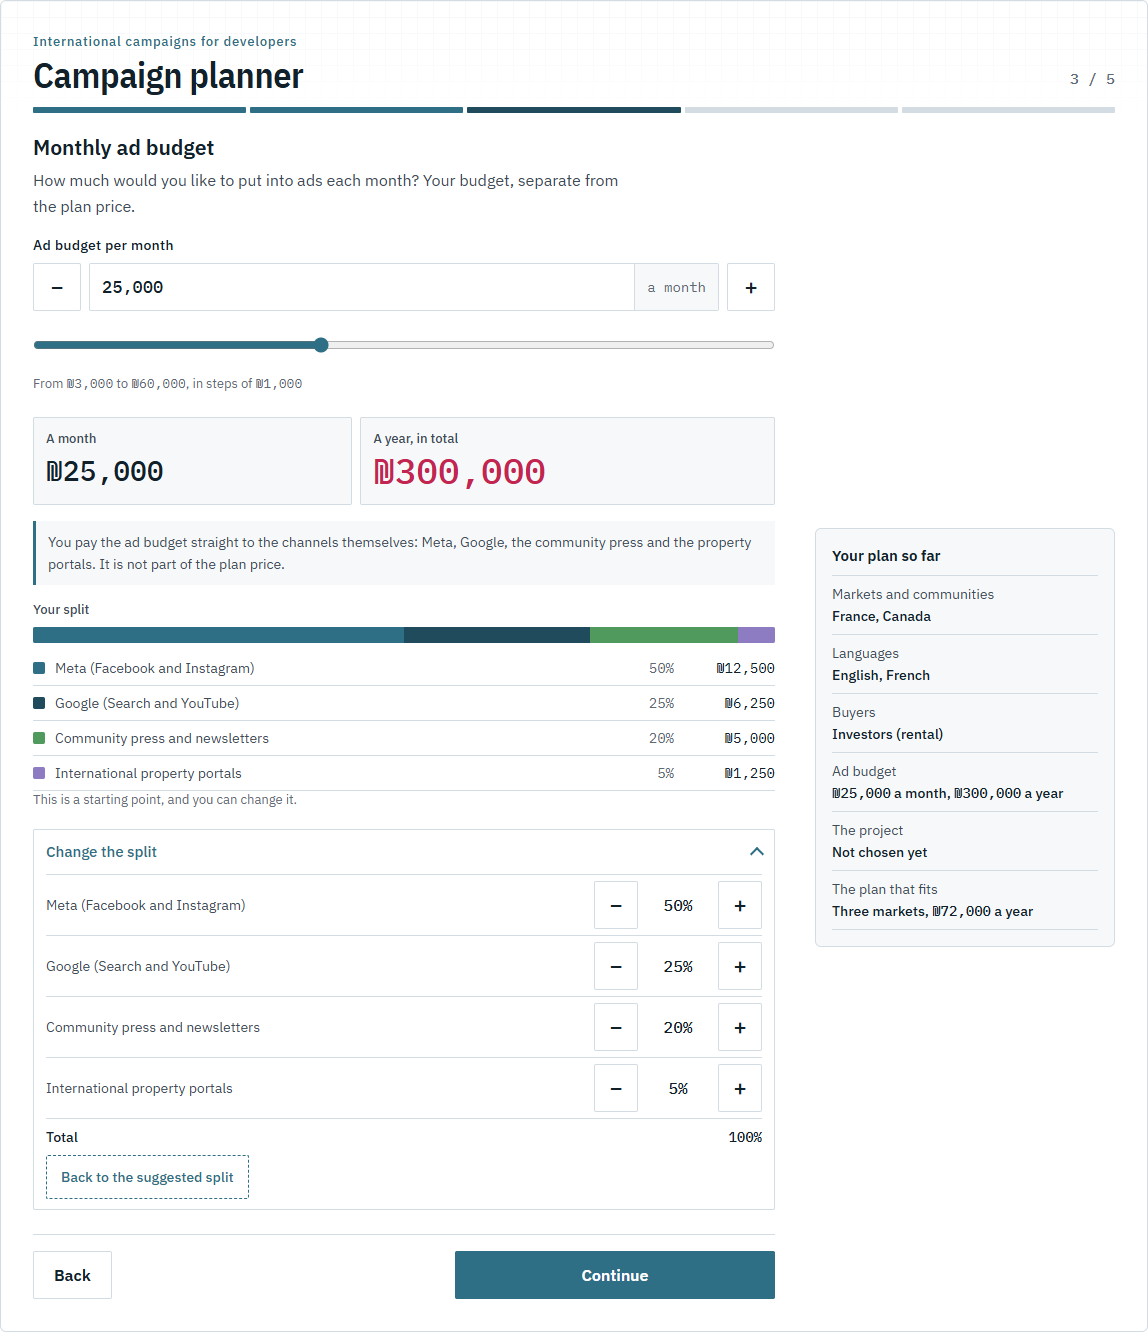 International campaigns for developers
Campaign planner
3 / 5
Monthly ad budget
How much would you like to put into ads each month? Your budget, separate from
the plan price.
Ad budget per month
−
25,000
a month
+
From ₪3,000 to ₪60,000, in steps of ₪1,000
A month
₪25,000
A year, in total
₪300,000
You pay the ad budget straight to the channels themselves: Meta, Google, the community press and the property
portals. It is not part of the plan price.
Your split
Meta (Facebook and Instagram) 50% ₪12,500
Google (Search and YouTube) 25% ₪6,250
Community press and newsletters 20% ₪5,000
International property portals 5% ₪1,250
This is a starting point, and you can change it.
Change the split
Meta (Facebook and Instagram) − 50% +
Google (Search and YouTube) − 25% +
Community press and newsletters − 20% +
International property portals − 5% +
Total 100%
Back to the suggested split
Back
Continue
Your plan so far
Markets and communities
France, Canada
Languages
English, French
Buyers
Investors (rental)
Ad budget
₪25,000 a month, ₪300,000 a year
The project
Not chosen yet
The plan that fits
Three markets, ₪72,000 a year